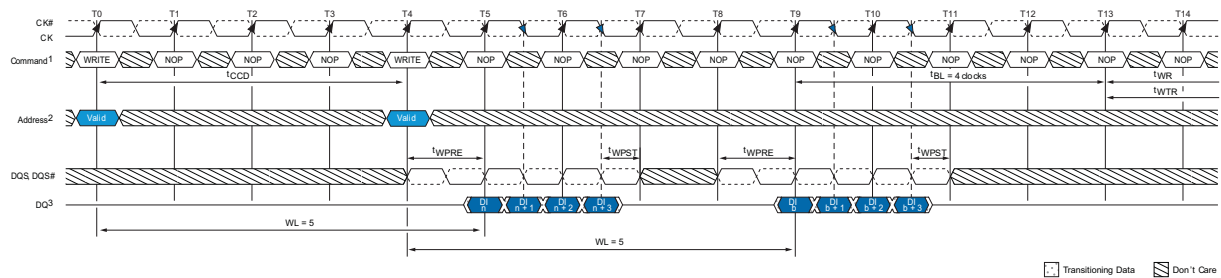 T0 T1 T2 T3 T4 T5 T6 T7 T8 T9 T10 T11 T12 T13 T14
CK#
CK
Command1 WRITE NOP NOP NOP WRITE NOP NOP NOP NOP NOP NOP NOP NOP NOP NOP
tCCD tBL = 4 clocks tWR
tWTR
Address2 Valid Valid
tWPRE tWPST tWPRE tWPST
DQS, DQS#
DQ3 DI n DI n + 1 DI n + 2 DI n + 3 DI b DI b + 1 DI b + 2 DI b + 3
WL = 5
WL = 5
Transitioning Data Don't Care